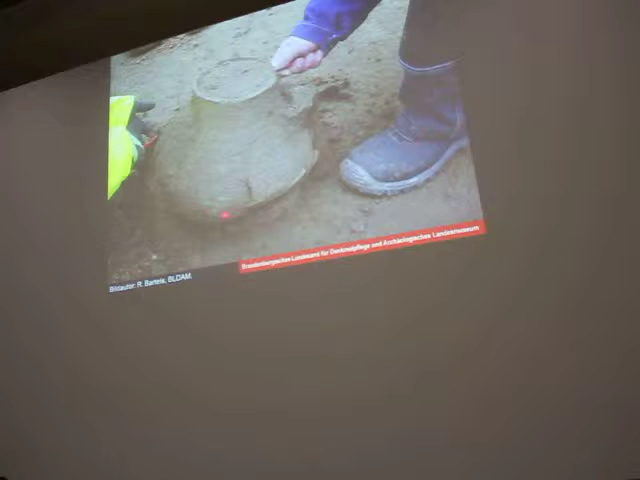 Brandenburgisches Landesamt für Denkmalpflege und Archäologisches Landesmuseum
Bildautor: R. Bartels, BLDAM.